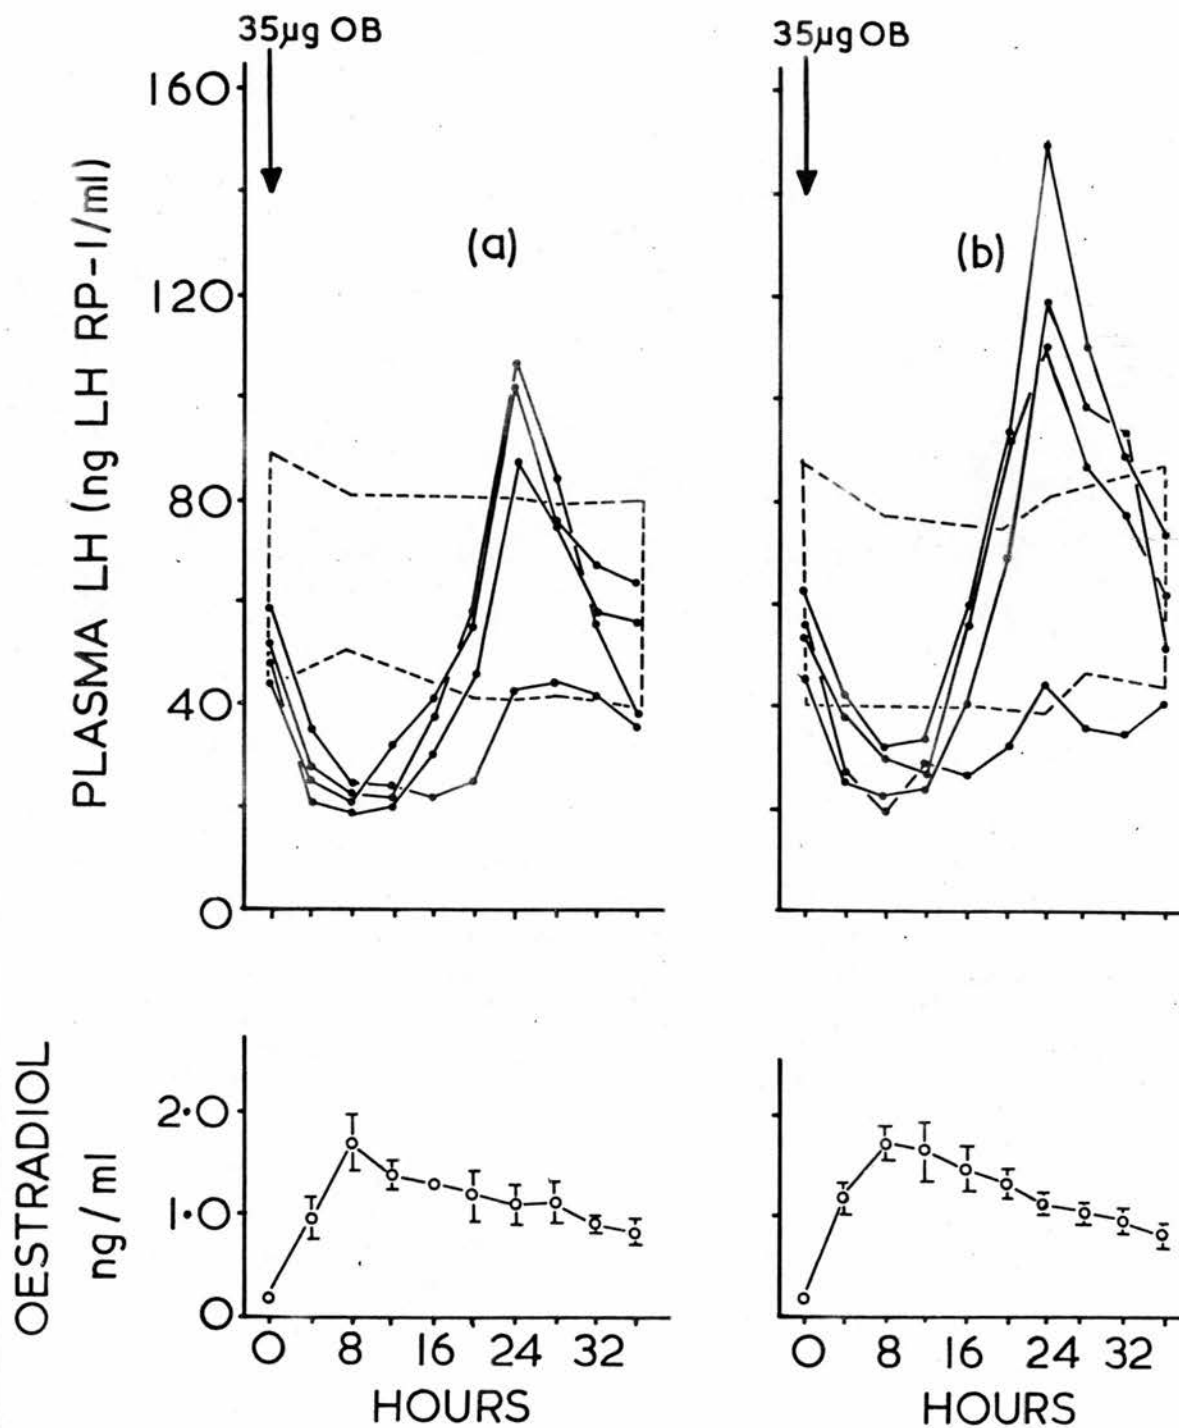 35µg OB
35µg OB
160
120
80
40
0
PLASMA LH (ng LH RP-1/ml)
(a)
(b)
2·0
1·0
0
OESTRADIOL
ng/ml
0 8 16 24 32
HOURS
0 8 16 24 32
HOURS